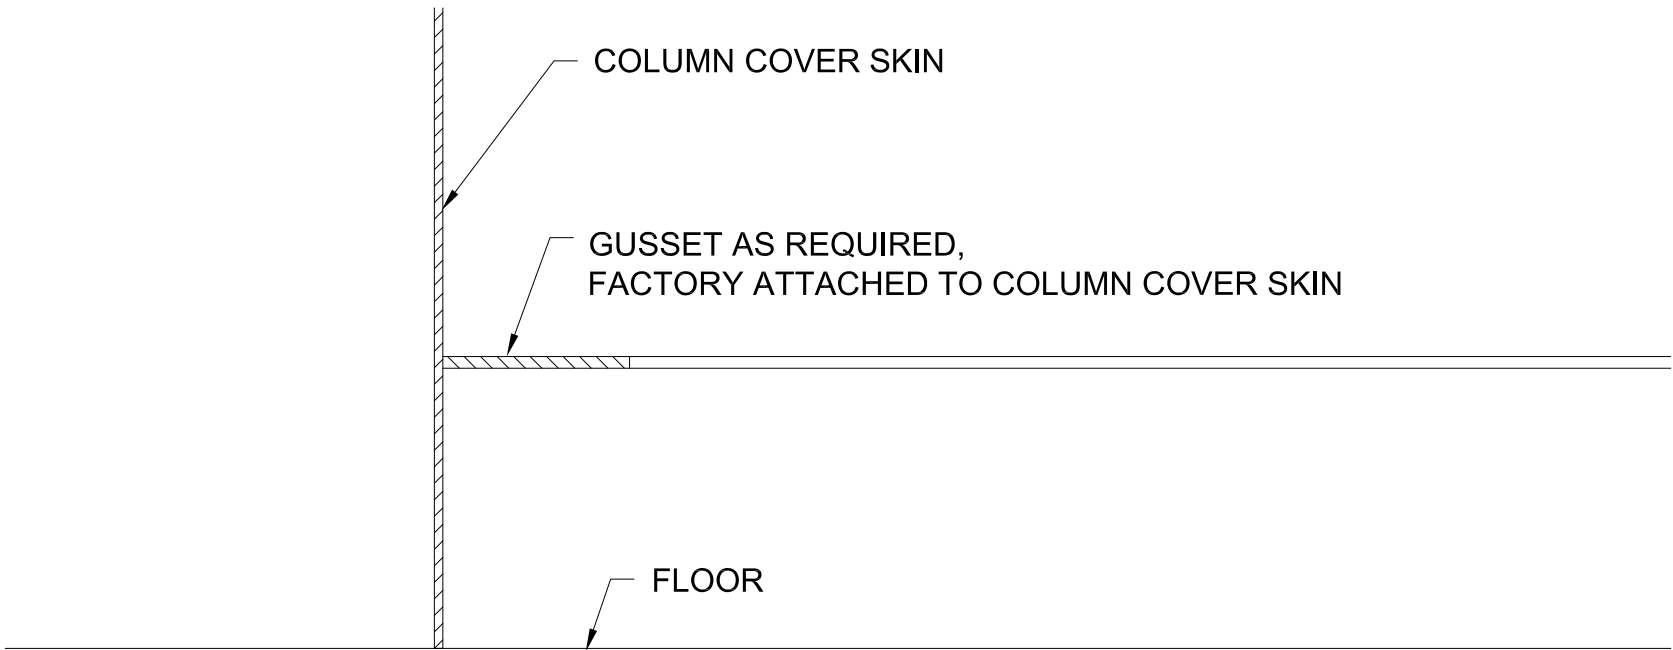 COLUMN COVER SKIN
GUSSET AS REQUIRED,
FACTORY ATTACHED TO COLUMN COVER SKIN
FLOOR